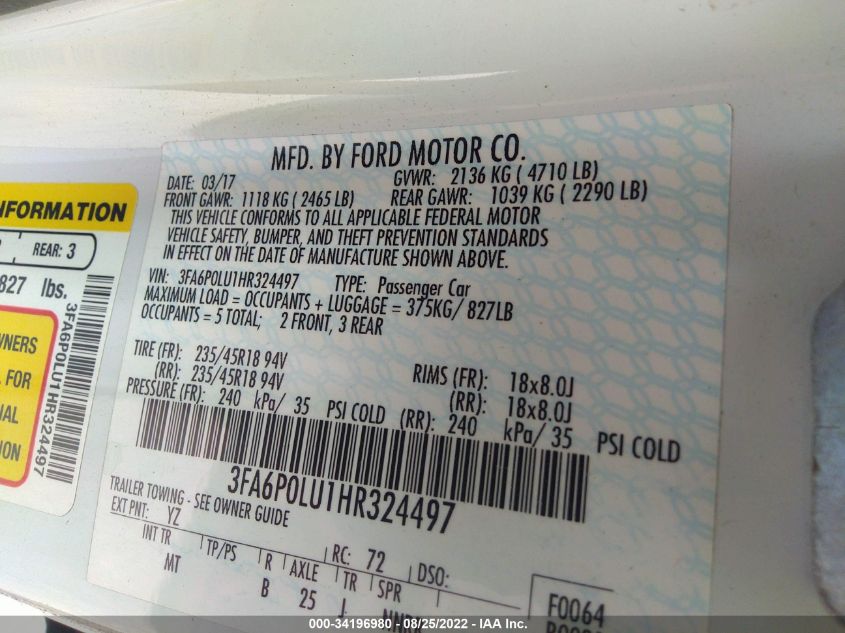 MFD. BY FORD MOTOR CO.
DATE: 03/17 GVWR: 2136 KG ( 4710 LB)
FRONT GAWR: 1118 KG ( 2465 LB) REAR GAWR: 1039 KG ( 2290 LB)
THIS VEHICLE CONFORMS TO ALL APPLICABLE FEDERAL MOTOR
VEHICLE SAFETY, BUMPER, AND THEFT PREVENTION STANDARDS
IN EFFECT ON THE DATE OF MANUFACTURE SHOWN ABOVE.
VIN: 3FA6P0LU1HR324497 TYPE: Passenger Car
MAXIMUM LOAD = OCCUPANTS + LUGGAGE = 375KG/ 827LB
OCCUPANTS = 5 TOTAL; 2 FRONT, 3 REAR
TIRE (FR): 235/45R18 94V RIMS (FR): 18x8.0J
(RR): 235/45R18 94V (RR): 18x8.0J
PRESSURE (FR): 240 kPa/ 35 PSI COLD (RR): 240 kPa/ 35 PSI COLD
3FA6P0LU1HR324497
TRAILER TOWING - SEE OWNER GUIDE
EXT PNT: YZ RC: 72 DSO:
INT TR TP/PS R AXLE TR SPR
MT B 25 J
F0064
INFORMATION
REAR: 3
827 lbs.
3FA6P0LU1HR324497
WNERS
FOR
IAL
ION
000-34196980 - 08/25/2022 - IAA Inc.